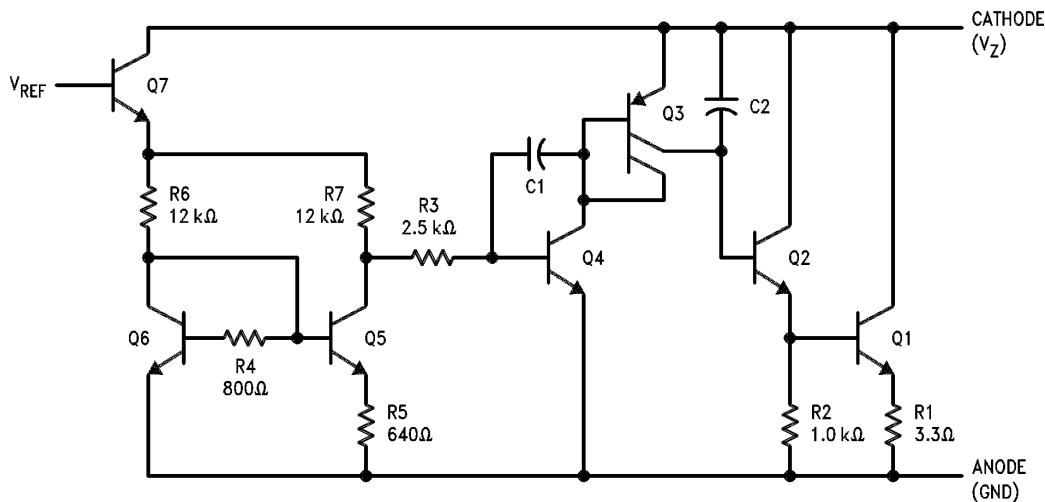 CATHODE
(VZ)
VREF
Q7
Q3
C2
C1
R6
12 kΩ
R7
12 kΩ
R3
2.5 kΩ
Q4
Q2
Q6
R4
800Ω
Q5
Q1
R5
640Ω
R2
1.0 kΩ
R1
3.3Ω
ANODE
(GND)